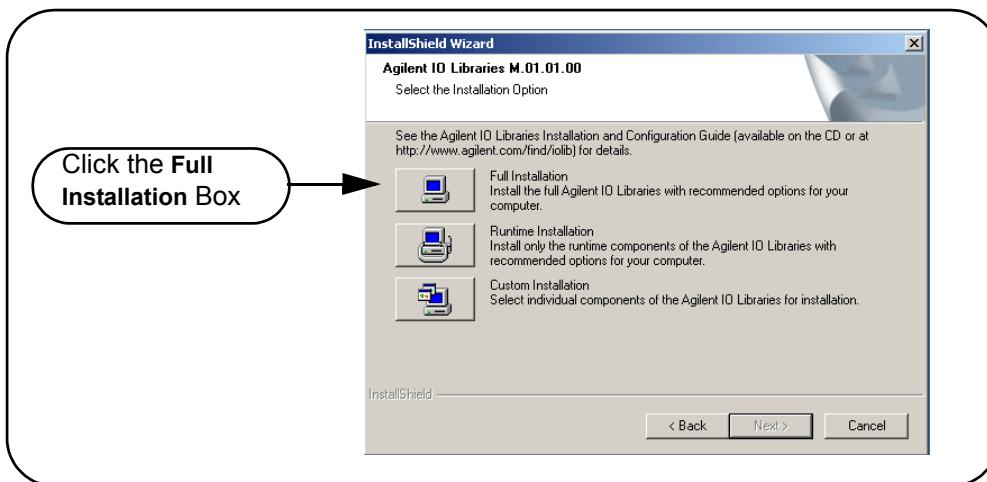 Click the Full
Installation Box
InstallShield Wizard
Agilent IO Libraries M.01.01.00
Select the Installation Option
See the Agilent IO Libraries Installation and Configuration Guide (available on the CD or at
http://www.agilent.com/find/iolib) for details.
Full Installation
Install the full Agilent IO Libraries with recommended options for your
computer.
Runtime Installation
Install only the runtime components of the Agilent IO Libraries with
recommended options for your computer.
Custom Installation
Select individual components of the Agilent IO Libraries for installation.
InstallShield
< Back
Next >
Cancel